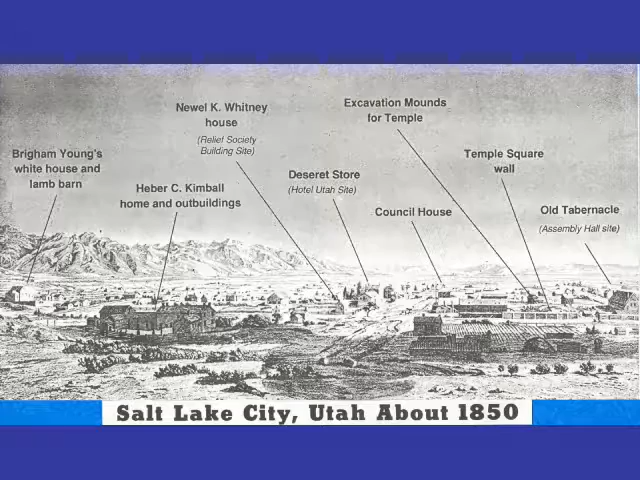 Brigham Young's
white house and
lamb barn
Heber C. Kimball
home and outbuildings
Newel K. Whitney
house
(Relief Society
Building Site)
Deseret Store
(Hotel Utah Site)
Excavation Mounds
for Temple
Council House
Temple Square
wall
Old Tabernacle
(Assembly Hall site)
Salt Lake City, Utah About 1850